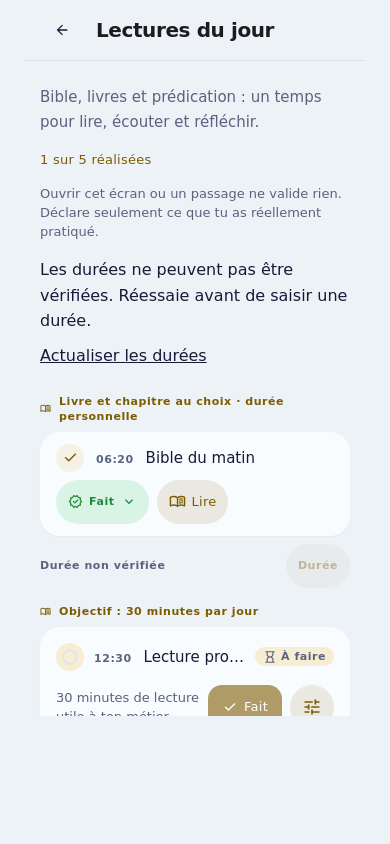 Lectures du jour
Bible, livres et prédication : un temps
pour lire, écouter et réfléchir.
1 sur 5 réalisées
Ouvrir cet écran ou un passage ne valide rien.
Déclare seulement ce que tu as réellement
pratiqué.
Les durées ne peuvent pas être
vérifiées. Réessaie avant de saisir une
durée.
Actualiser les durées
Livre et chapitre au choix · durée
personnelle
06:20 Bible du matin
Fait Lire
Durée non vérifiée Durée
Objectif : 30 minutes par jour
12:30 Lecture pro… À faire
30 minutes de lecture
Fait
utile à ton métier